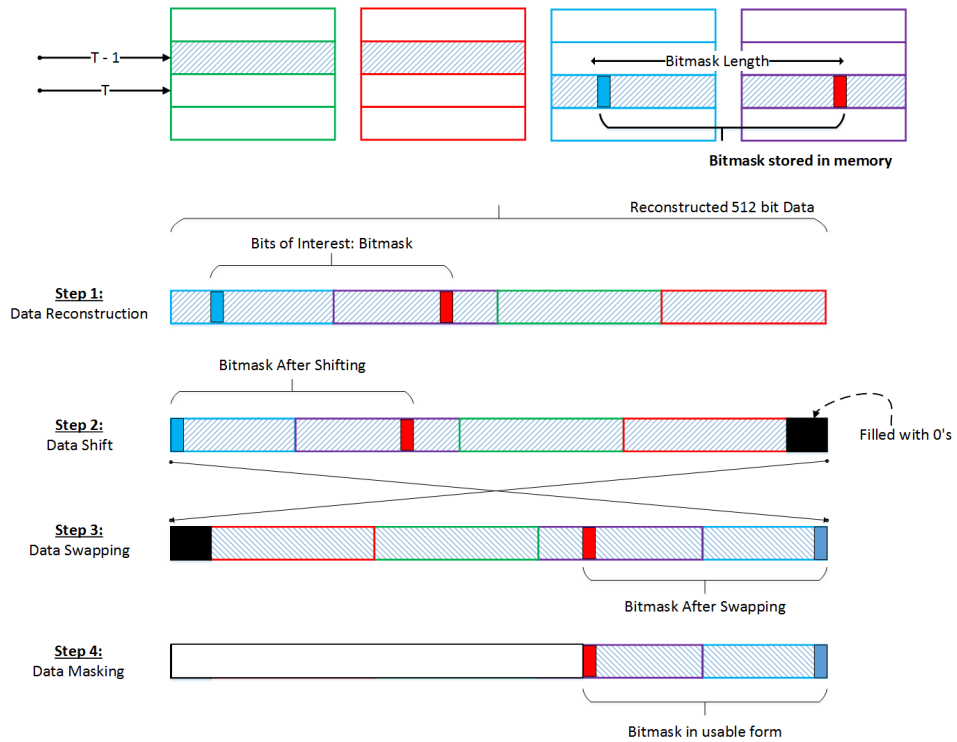 T - 1
T
Bitmask Length
Bitmask stored in memory
Reconstructed 512 bit Data
Bits of Interest: Bitmask
Step 1:
Data Reconstruction
Bitmask After Shifting
Step 2:
Data Shift
Filled with 0's
Step 3:
Data Swapping
Bitmask After Swapping
Step 4:
Data Masking
Bitmask in usable form